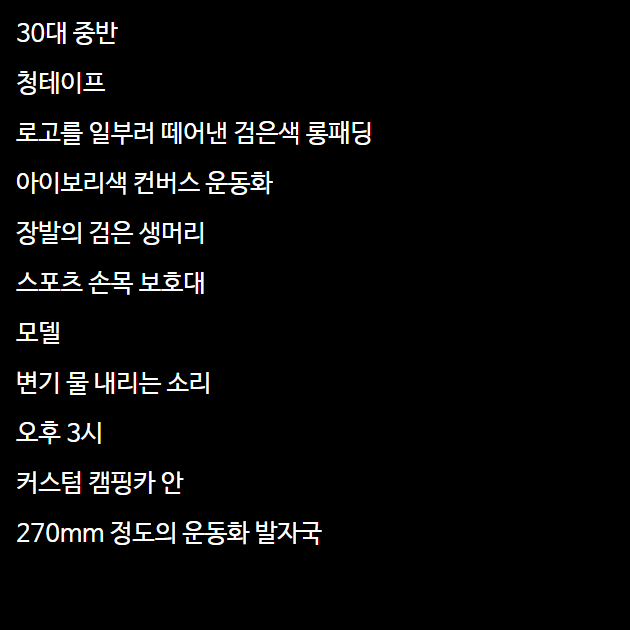 30대 중반
청테이프
로고를 일부러 떼어낸 검은색 롱패딩
아이보리색 컨버스 운동화
장발의 검은 생머리
스포츠 손목 보호대
모델
변기 물 내리는 소리
오후 3시
커스텀 캠핑카 안
270mm 정도의 운동화 발자국